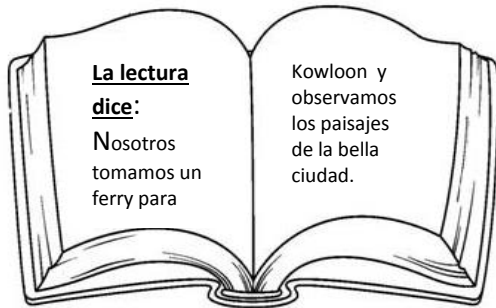 La lectura
dice:
Nosotros
tomamos un
ferry para
Kowloon y
observamos
los paisajes
de la bella
ciudad.